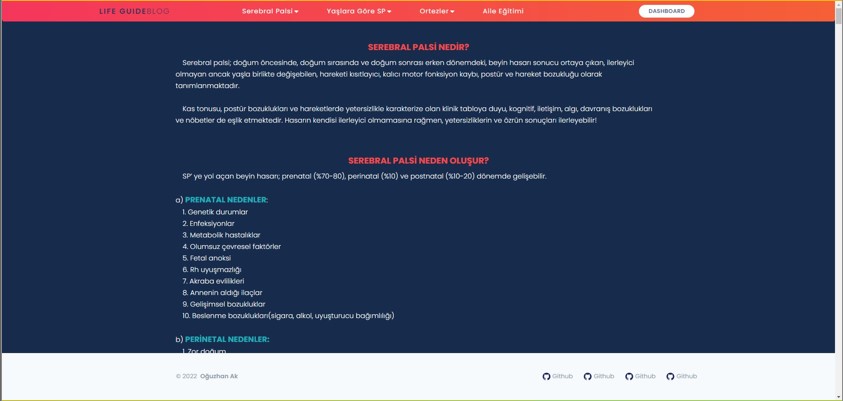 LIFE GUIDEBLOG Serebral Palsi Yaşlara Göre SP Ortezler Aile Eğitimi DASHBOARD
SEREBRAL PALSİ NEDİR?
Serebral palsi; doğum öncesinde, doğum sırasında ve doğum sonrası erken dönemdeki, beyin hasarı sonucu ortaya çıkan, ilerleyici
olmayan ancak yaşla birlikte değişebilen, hareketi kısıtlayıcı, kalıcı motor fonksiyon kaybı, postür ve hareket bozukluğu olarak
tanımlanmaktadır.
Kas tonusu, postür bozuklukları ve hareketlerde yetersizlikle karakterize olan klinik tabloya duyu, kognitif, iletişim, algı, davranış bozuklukları
ve nöbetler de eşlik etmektedir. Hasarın kendisi ilerleyici olmamasına rağmen, yetersizliklerin ve özrün sonuçları ilerleyebilir!
SEREBRAL PALSİ NEDEN OLUŞUR?
SP' ye yol açan beyin hasarı; prenatal (%70-80), perinatal (%10) ve postnatal (%10-20) dönemde gelişebilir.
a) PRENATAL NEDENLER:
1. Genetik durumlar
2. Enfeksiyonlar
3. Metabolik hastalıklar
4. Olumsuz çevresel faktörler
5. Fetal anoksi
6. Rh uyuşmazlığı
7. Akraba evlilikleri
8. Annenin aldığı ilaçlar
9. Gelişimsel bozukluklar
10. Beslenme bozuklukları(sigara, alkol, uyuşturucu bağımlılığı)
b) PERİNETAL NEDENLER:
1. Zor doğum
© 2022 Oğuzhan Ak Github Github Github Github